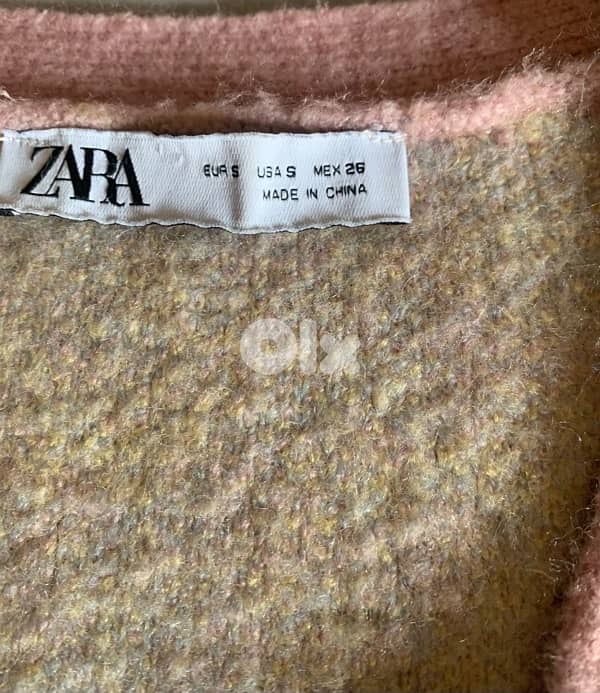 ZARA
EUR S USA S MEX 26
MADE IN CHINA
Olx